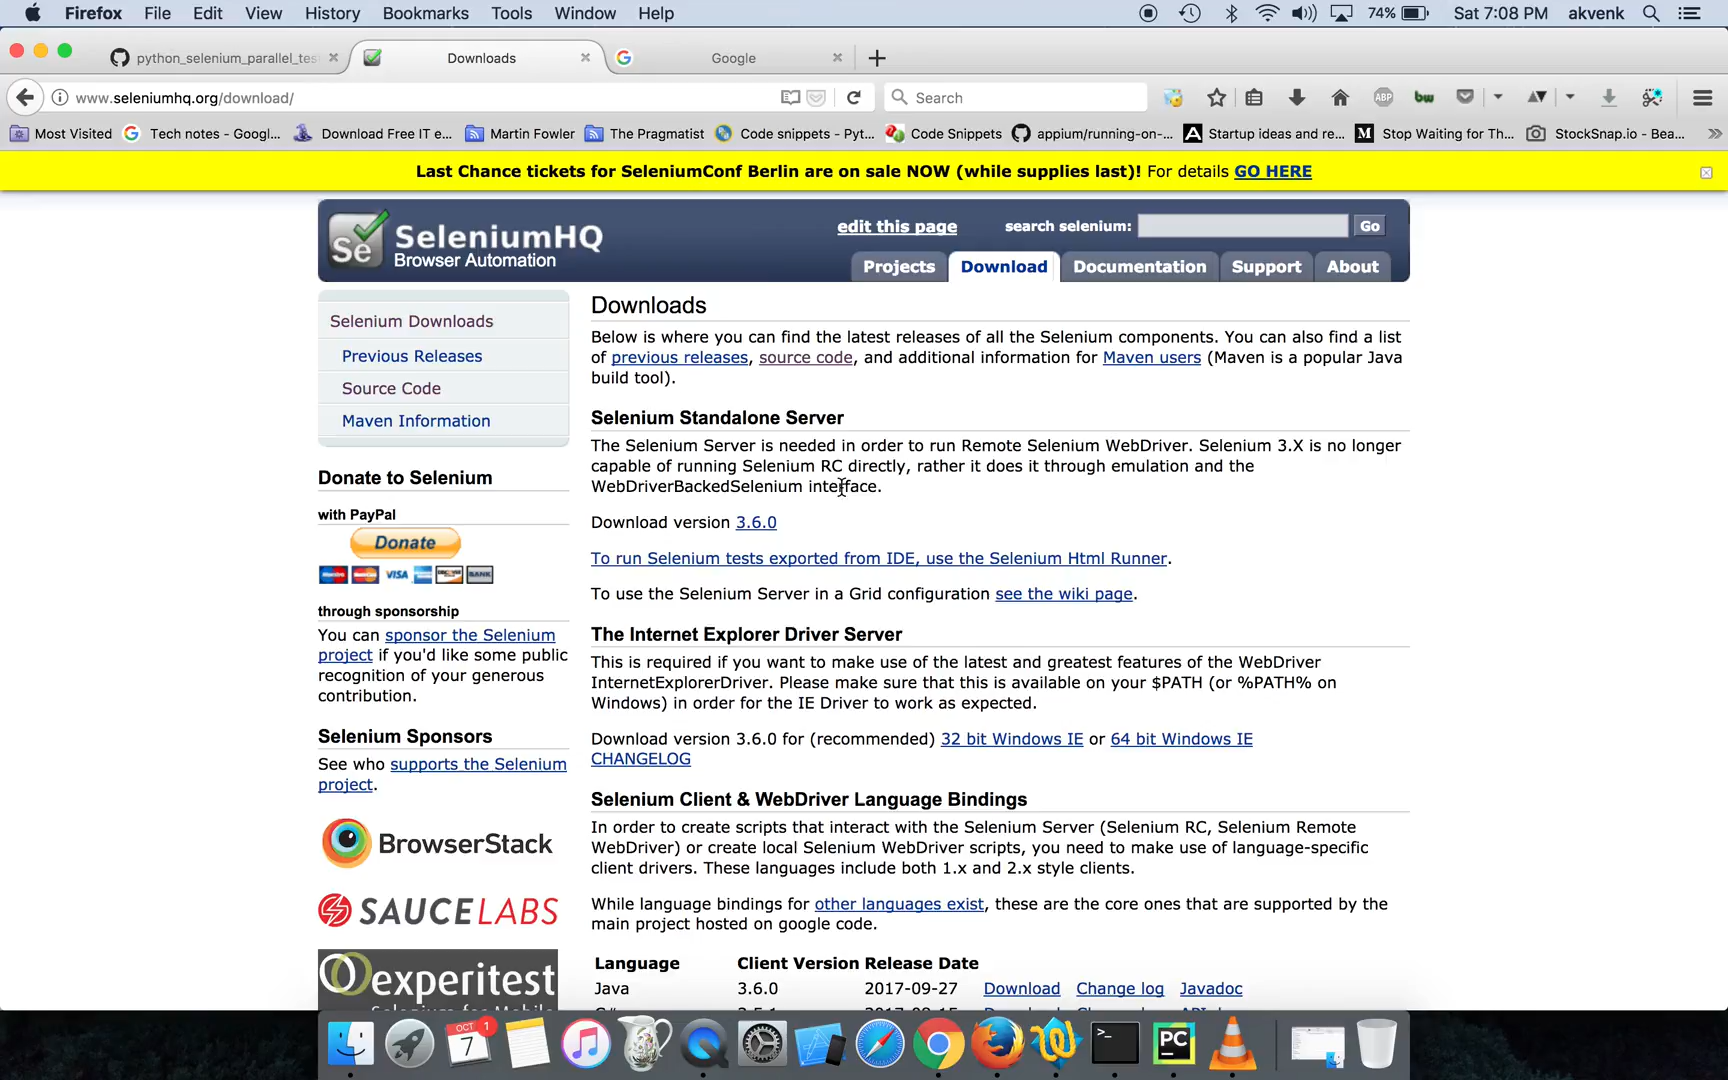 Firefox File Edit View History Bookmarks Tools Window Help 74% Sat 7:08 PM akvenk
python_selenium_parallel_tes Downloads Google
www.seleniumhq.org/download/ Search ABP bw
Most Visited Tech notes - Googl... Download Free IT e... Martin Fowler The Pragmatist Code snippets - Pyt... Code Snippets appium/running-on-... Startup ideas and re... Stop Waiting for Th... StockSnap.io - Bea...
Last Chance tickets for SeleniumConf Berlin are on sale NOW (while supplies last)! For details GO HERE
Se SeleniumHQ
Browser Automation
edit this page search selenium: Go
Projects Download Documentation Support About
Selenium Downloads
Previous Releases
Source Code
Maven Information
Donate to Selenium
with PayPal
Donate
VISA BANK
through sponsorship
You can sponsor the Selenium
project if you'd like some public
recognition of your generous
contribution.
Selenium Sponsors
See who supports the Selenium
project.
BrowserStack
SAUCELABS
experitest
Selenium for Mobile
Downloads
Below is where you can find the latest releases of all the Selenium components. You can also find a list
of previous releases, source code, and additional information for Maven users (Maven is a popular Java
build tool).
Selenium Standalone Server
The Selenium Server is needed in order to run Remote Selenium WebDriver. Selenium 3.X is no longer
capable of running Selenium RC directly, rather it does it through emulation and the
WebDriverBackedSelenium interface.
Download version 3.6.0
To run Selenium tests exported from IDE, use the Selenium Html Runner.
To use the Selenium Server in a Grid configuration see the wiki page.
The Internet Explorer Driver Server
This is required if you want to make use of the latest and greatest features of the WebDriver
InternetExplorerDriver. Please make sure that this is available on your $PATH (or %PATH% on
Windows) in order for the IE Driver to work as expected.
Download version 3.6.0 for (recommended) 32 bit Windows IE or 64 bit Windows IE
CHANGELOG
Selenium Client & WebDriver Language Bindings
In order to create scripts that interact with the Selenium Server (Selenium RC, Selenium Remote
WebDriver) or create local Selenium WebDriver scripts, you need to make use of language-specific
client drivers. These languages include both 1.x and 2.x style clients.
While language bindings for other languages exist, these are the core ones that are supported by the
main project hosted on google code.
Language Client Version Release Date
Java 3.6.0 2017-09-27 Download Change log Javadoc
OCT 1
7
PC